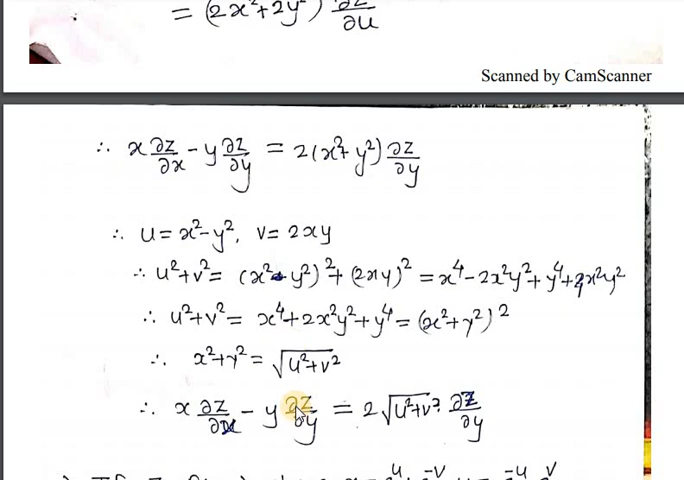 = (2x²+2y²) ∂z/∂u
Scanned by CamScanner
∴ x ∂z/∂x - y ∂z/∂y = 2(x²+y²) ∂z/∂y
∴ u = x²-y², v = 2xy
∴ u²+v² = (x²-y²)²+(2xy)² = x⁴-2x²y²+y⁴+4x²y²
∴ u²+v² = x⁴+2x²y²+y⁴ = (x²+y²)²
∴ x²+y² = √u²+v²
∴ x ∂z/∂x - y ∂z/∂y = 2√u²+v² ∂z/∂y